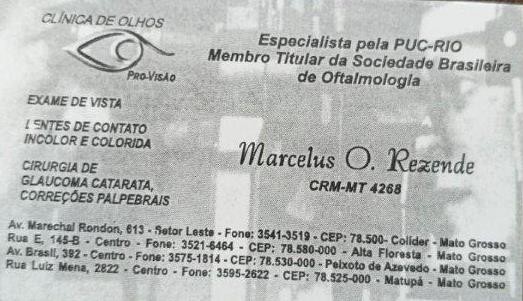 CLÍNICA DE OLHOS
PRO-VISÃO
Especialista pela PUC-RIO
Membro Titular da Sociedade Brasileira
de Oftalmologia
EXAME DE VISTA
LENTES DE CONTATO
INCOLOR E COLORIDA
CIRURGIA DE
GLAUCOMA CATARATA,
CORREÇÕES PALPEBRAIS
Marcelus O. Rezende
CRM-MT 4268
Av. Marechal Rondon, 613 - Setor Leste - Fone: 3541-3519 - CEP: 78.500- Colíder - Mato Grosso
Rua E, 145-B - Centro - Fone: 3521-6464 - CEP: 78.580-000 - Alta Floresta - Mato Grosso
Av. Brasil, 392 - Centro - Fone: 3575-1814 - CEP: 78.530-000 - Peixoto de Azevedo - Mato Grosso
Rua Luiz Mena, 2822 - Centro - Fone: 3595-2622 - CEP: 78.525-000 - Matupá - Mato Grosso